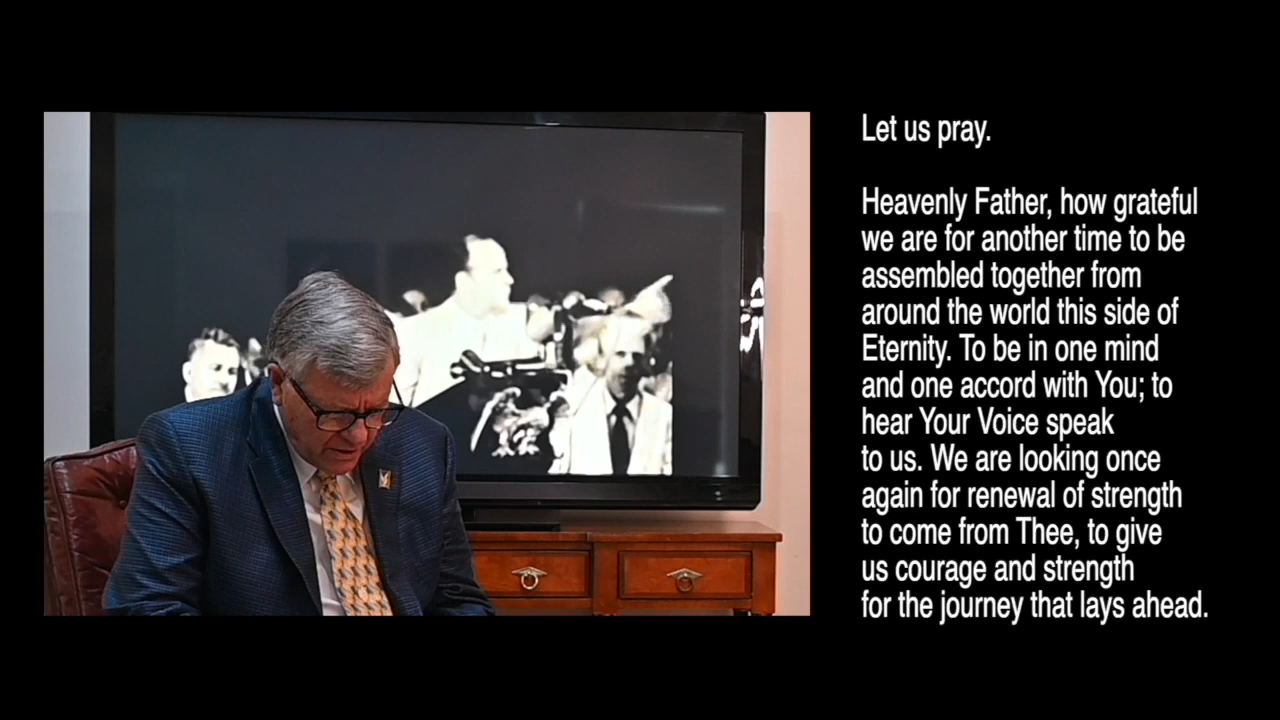 Let us pray.
Heavenly Father, how grateful
we are for another time to be
assembled together from
around the world this side of
Eternity. To be in one mind
and one accord with You; to
hear Your Voice speak
to us. We are looking once
again for renewal of strength
to come from Thee, to give
us courage and strength
for the journey that lays ahead.